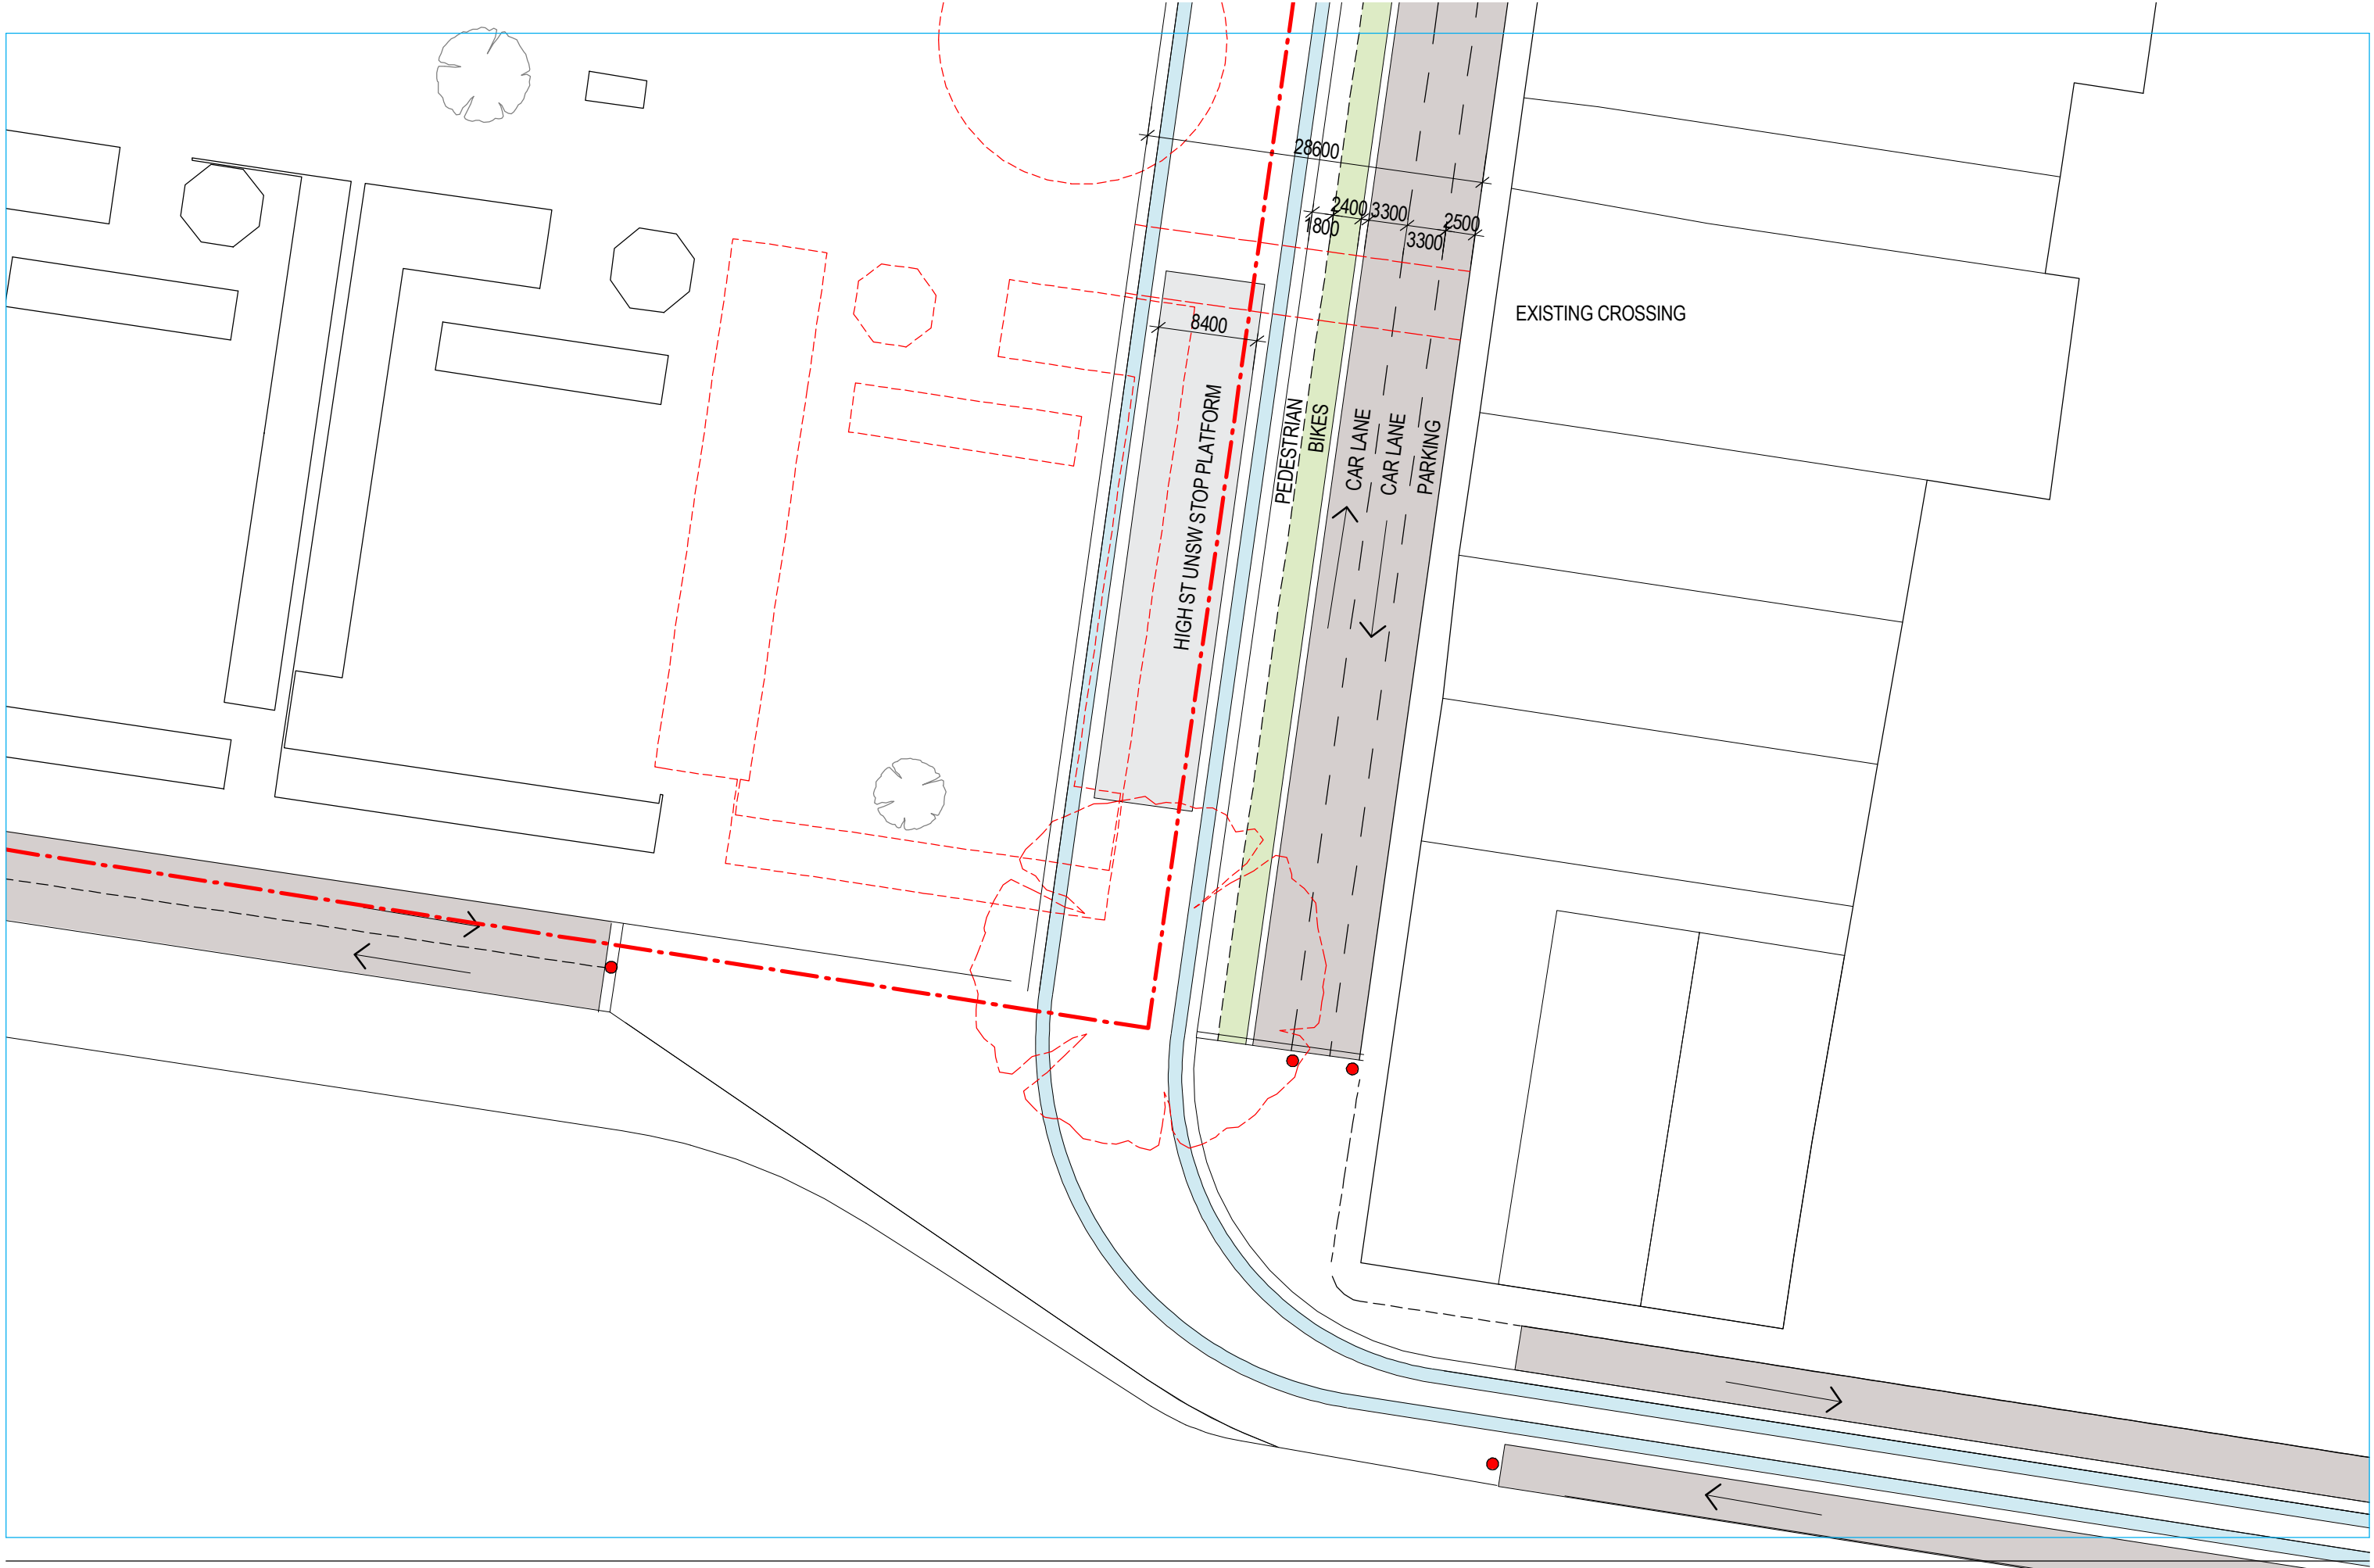 28600
2400
3300
2500
1800
3300
EXISTING CROSSING
8400
HIGH ST UNSW STOP PLATFORM
PEDESTRIAN
BIKES
CAR LANE
CAR LANE
PARKING